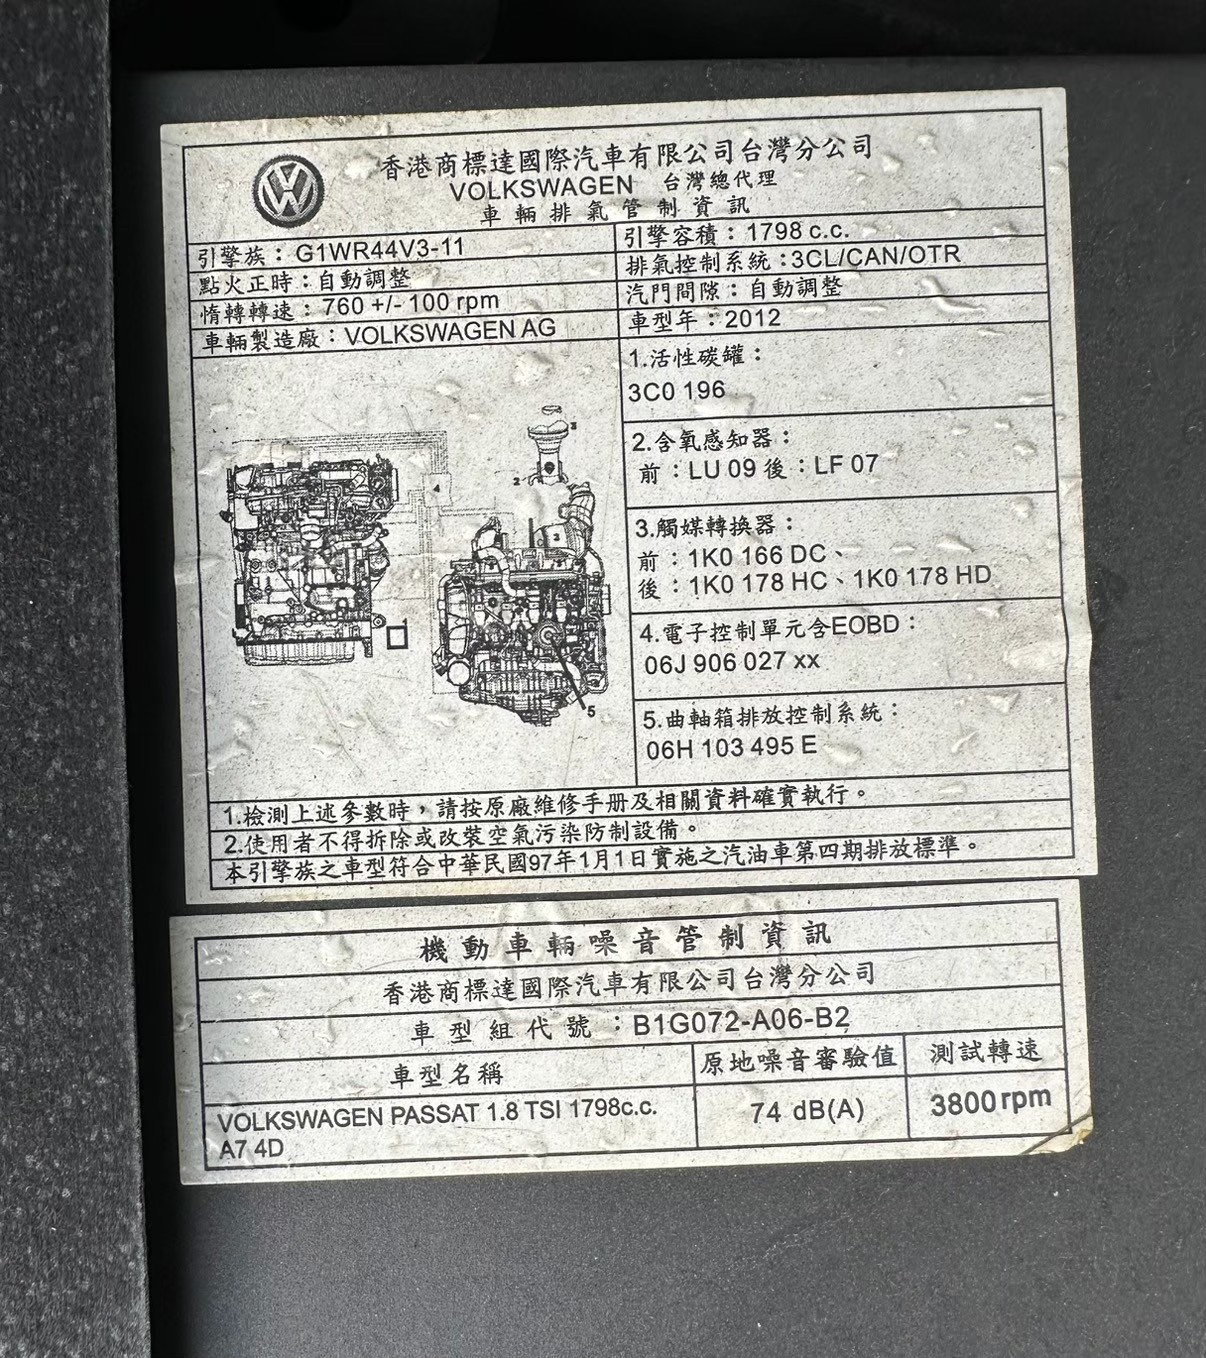 香港商標達國際汽車有限公司台灣分公司
VOLKSWAGEN 台灣總代理
車輛排氣管制資訊
引擎族：G1WR44V3-11
引擎容積：1798 c.c.
點火正時：自動調整
排氣控制系統：3CL/CAN/OTR
惰轉轉速：760 +/- 100 rpm
汽門間隙：自動調整
車輛製造廠：VOLKSWAGEN AG
車型年：2012
1.活性碳罐：
3C0 196
2.含氧感知器：
前：LU 09 後：LF 07
3.觸媒轉換器：
前：1K0 166 DC、
後：1K0 178 HC、1K0 178 HD
4.電子控制單元含EOBD：
06J 906 027 xx
5.曲軸箱排放控制系統：
06H 103 495 E
3
2
4
3
5
1.檢測上述參數時，請按原廠維修手册及相關資料確實執行。
2.使用者不得拆除或改裝空氣污染防制設備。
本引擎族之車型符合中華民國97年1月1日實施之汽油車第四期排放標準。
機動車輛噪音管制資訊
香港商標達國際汽車有限公司台灣分公司
車型組代號：B1G072-A06-B2
車型名稱 原地噪音審驗值 測試轉速
VOLKSWAGEN PASSAT 1.8 TSI 1798c.c.
A7 4D
74 dB(A)
3800rpm